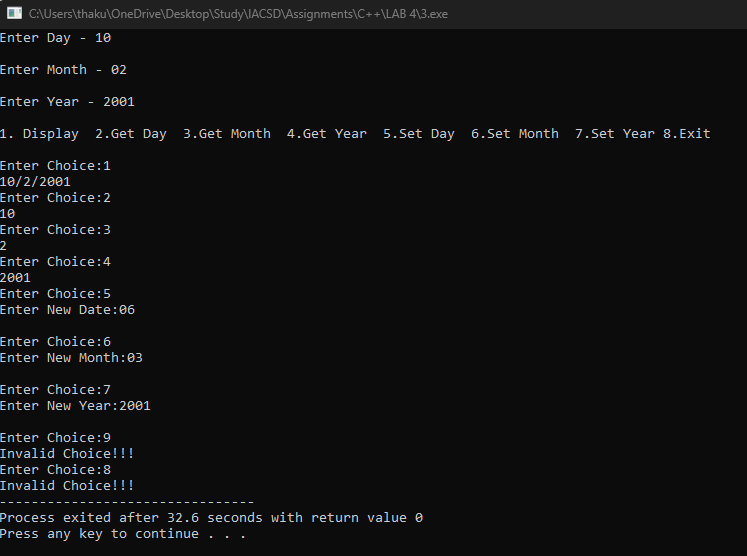 C:\Users\thaku\OneDrive\Desktop\Study\IACSD\Assignments\C++\LAB 4\3.exe
Enter Day - 10
Enter Month - 02
Enter Year - 2001
1. Display  2.Get Day  3.Get Month  4.Get Year  5.Set Day  6.Set Month  7.Set Year 8.Exit
Enter Choice:1
10/2/2001
Enter Choice:2
10
Enter Choice:3
2
Enter Choice:4
2001
Enter Choice:5
Enter New Date:06
Enter Choice:6
Enter New Month:03
Enter Choice:7
Enter New Year:2001
Enter Choice:9
Invalid Choice!!!
Enter Choice:8
Invalid Choice!!!
--------------------------------
Process exited after 32.6 seconds with return value 0
Press any key to continue . . .